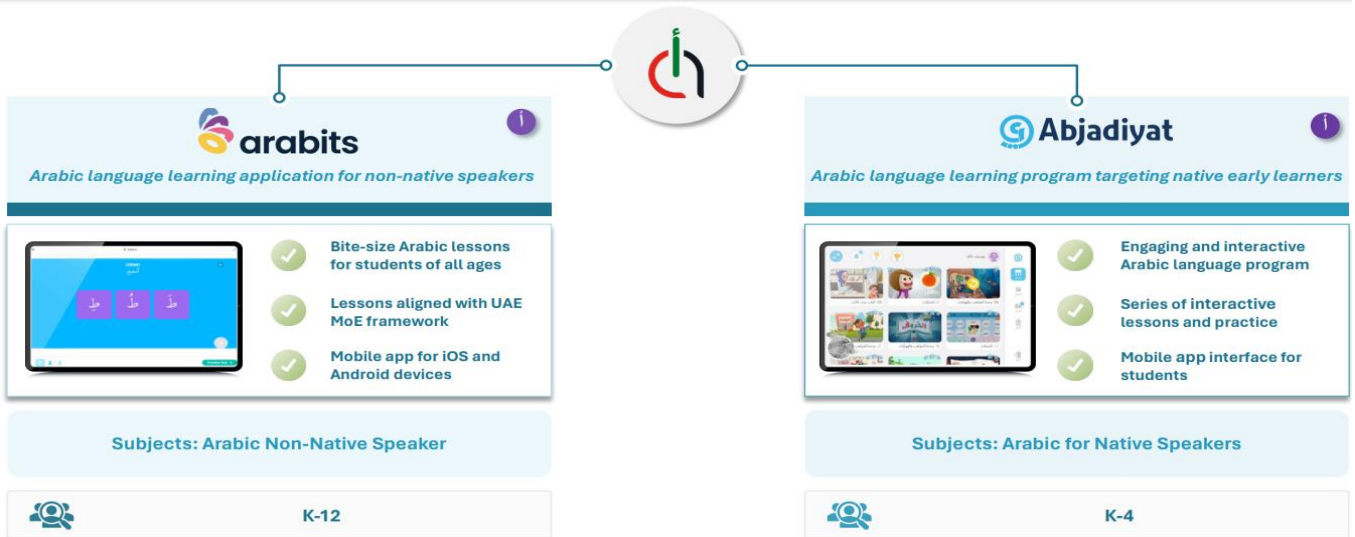 أ
arabits
أ
Arabic language learning application for non-native speakers
Bite-size Arabic lessons
for students of all ages
Lessons aligned with UAE
MoE framework
Mobile app for iOS and
Android devices
طِ
طُ
طَ
Subjects: Arabic Non-Native Speaker
K-12
Abjadiyat
أ
Arabic language learning program targeting native early learners
Engaging and interactive
Arabic language program
Series of interactive
lessons and practice
Mobile app interface for
students
Subjects: Arabic for Native Speakers
K-4